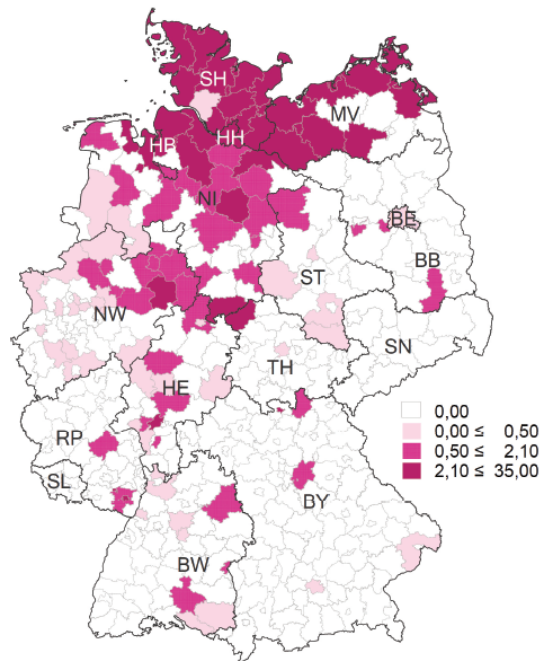 SH
MV
HB
HH
NI
BE
ST
BB
NW
SN
TH
HE
0,00
0,00 ≤ 0,50
0,50 ≤ 2,10
2,10 ≤ 35,00
RP
SL
BY
BW